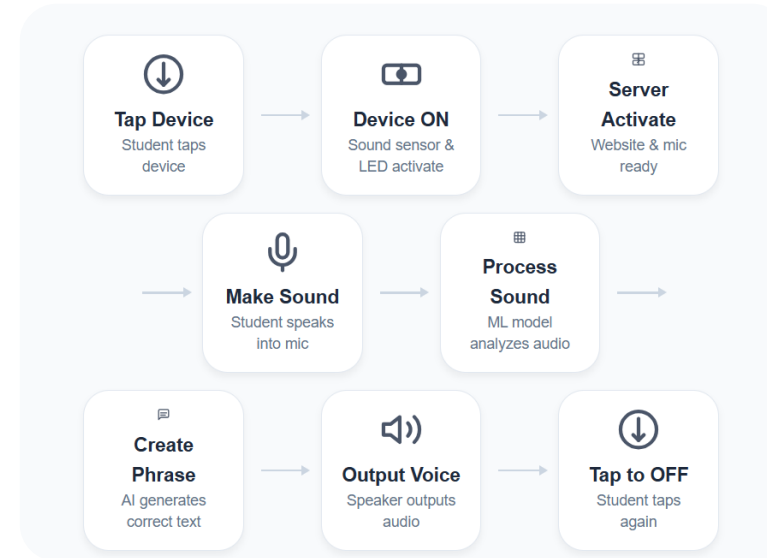 Tap Device
Student taps
device
Device ON
Sound sensor &
LED activate
Server
Activate
Website & mic
ready
Make Sound
Student speaks
into mic
Process
Sound
ML model
analyzes audio
Create
Phrase
AI generates
correct text
Output Voice
Speaker outputs
audio
Tap to OFF
Student taps
again